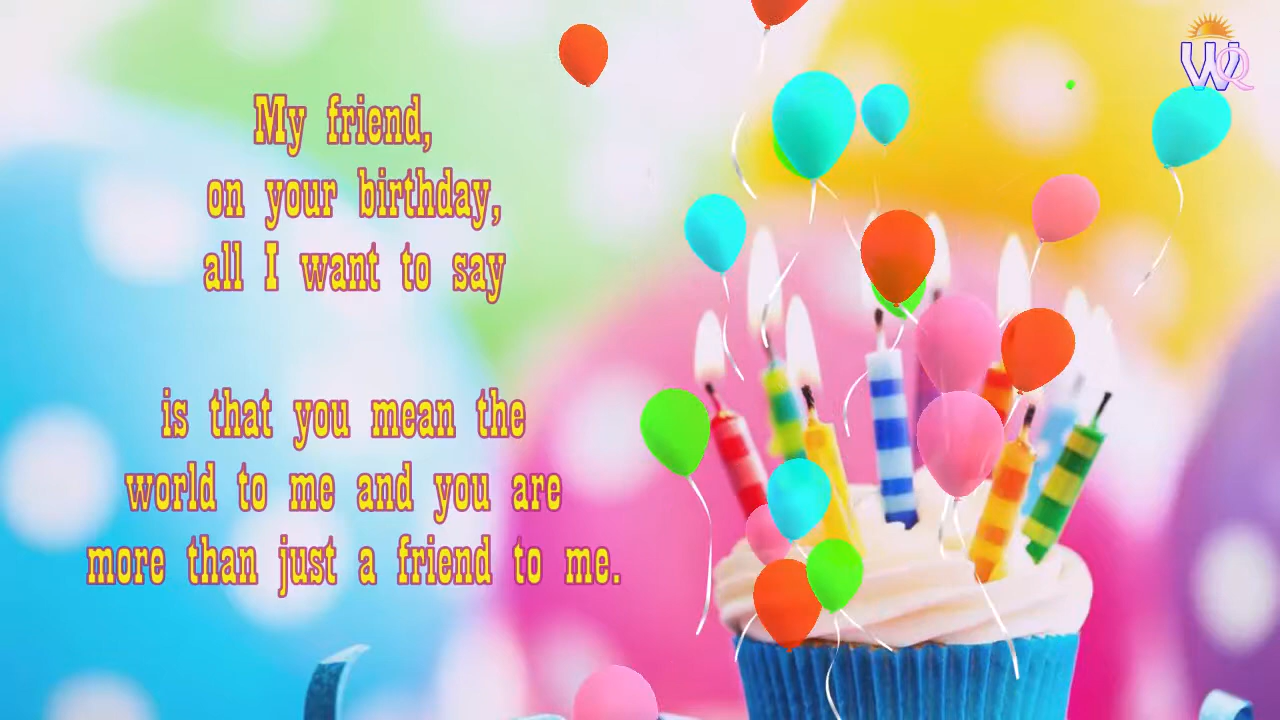 My friend,
on your birthday,
all I want to say
is that you mean the
world to me and you are
more than just a friend to me.
WQ